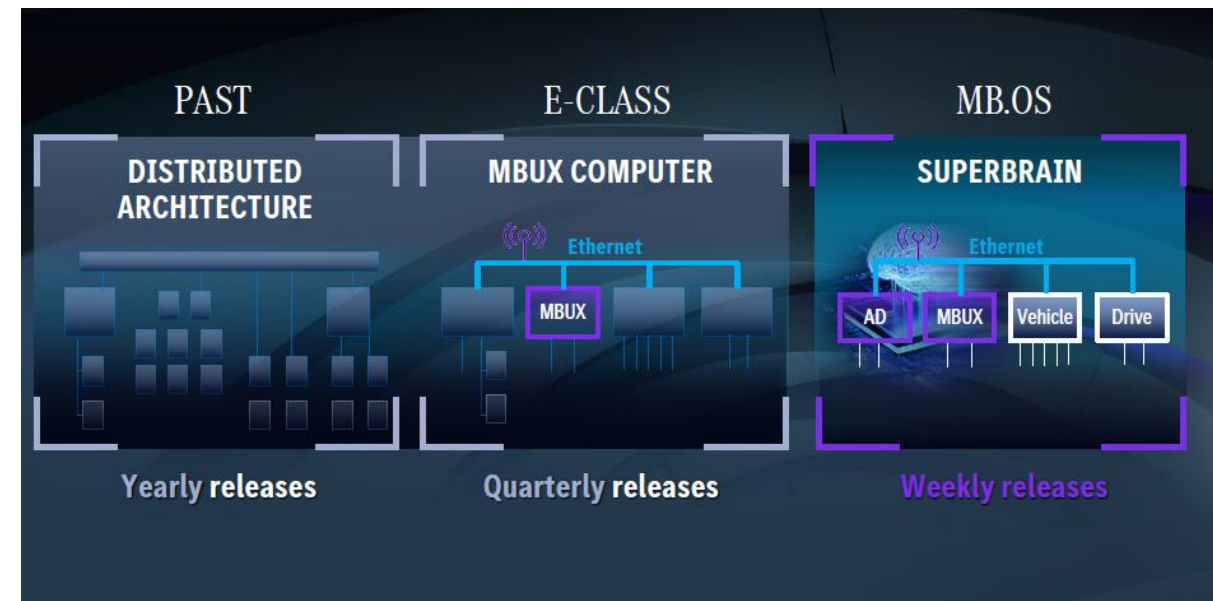 PAST
DISTRIBUTED
ARCHITECTURE
Yearly releases
E-CLASS
MBUX COMPUTER
Ethernet
MBUX
Quarterly releases
MB.OS
SUPERBRAIN
Ethernet
AD
MBUX
Vehicle
Drive
Weekly releases